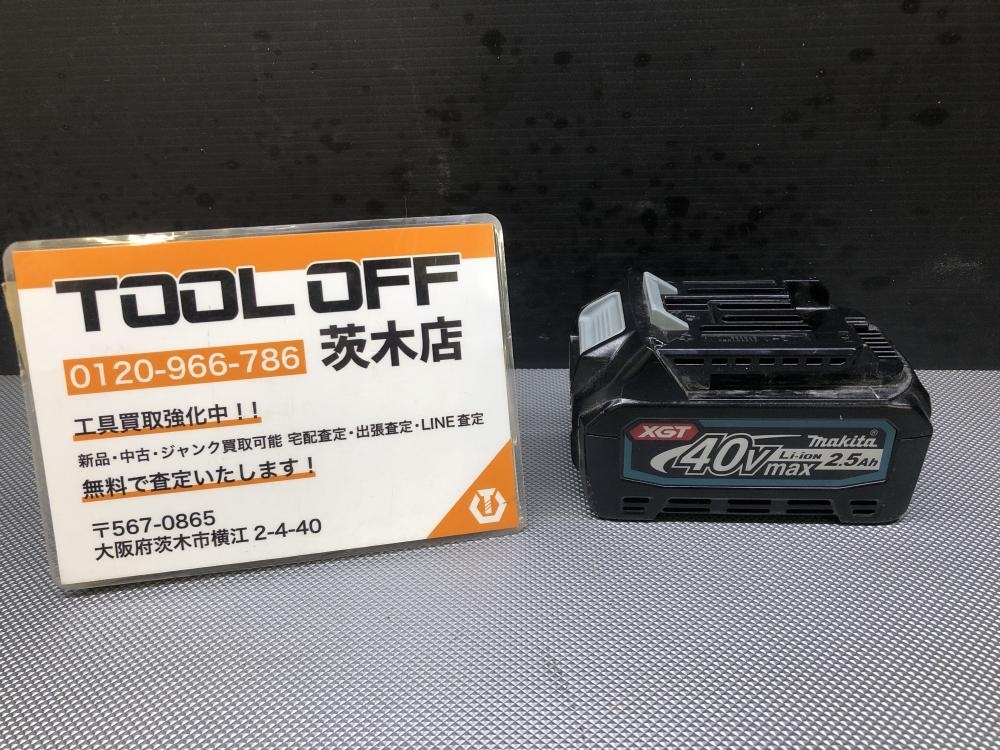 TOOL OFF
茨木店
0120-966-786
工具買取強化中！！
新品・中古・ジャンク買取可能 宅配査定・出張査定・LINE査定
無料で査定いたします！
〒567-0865
大阪府茨木市横江 2-4-40
XGT
40Vmax
makita®
Li-ion 2.5Ah